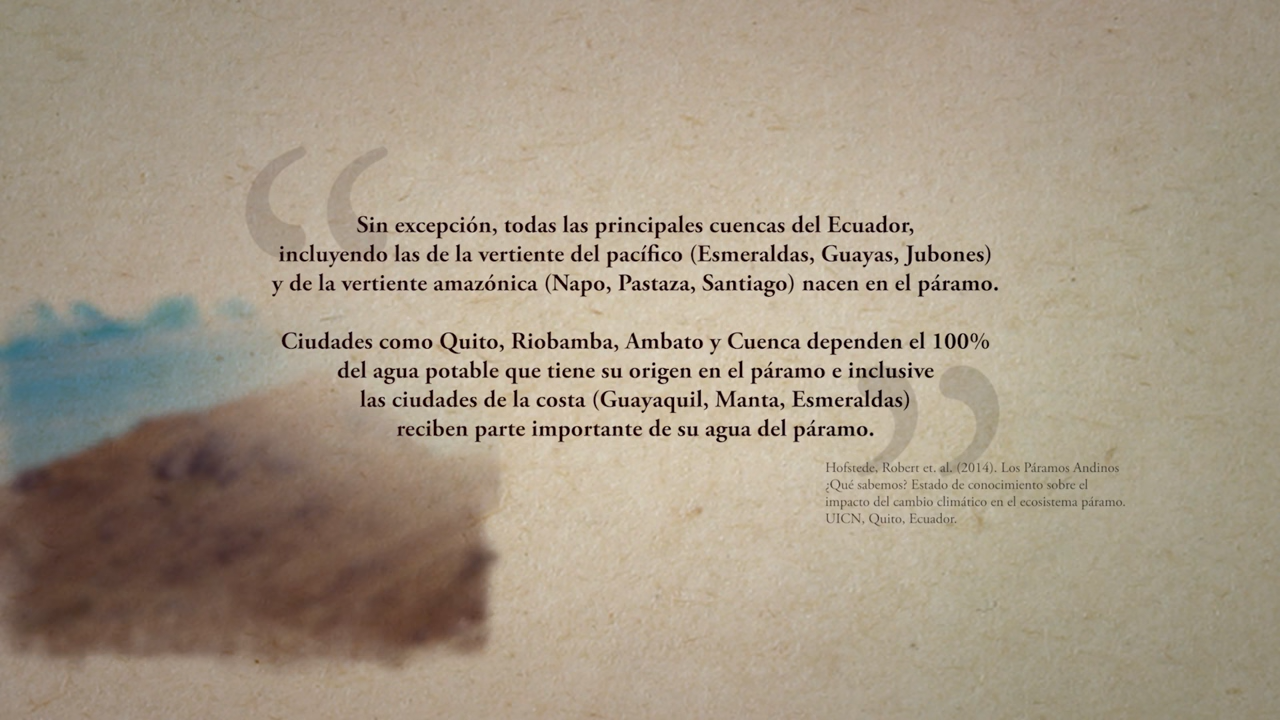 Sin excepción, todas las principales cuencas del Ecuador,
incluyendo las de la vertiente del pacífico (Esmeraldas, Guayas, Jubones)
y de la vertiente amazónica (Napo, Pastaza, Santiago) nacen en el páramo.
Ciudades como Quito, Riobamba, Ambato y Cuenca dependen el 100%
del agua potable que tiene su origen en el páramo e inclusive
las ciudades de la costa (Guayaquil, Manta, Esmeraldas)
reciben parte importante de su agua del páramo.
Hofstede, Robert et. al. (2014). Los Páramos Andinos
¿Qué sabemos? Estado de conocimiento sobre el
impacto del cambio climático en el ecosistema páramo.
UICN, Quito, Ecuador.